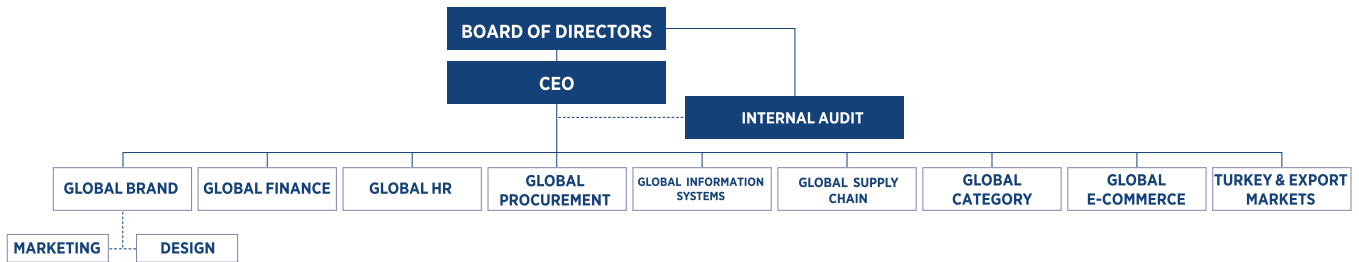 BOARD OF DIRECTORS
CEO
INTERNAL AUDIT
GLOBAL BRAND
GLOBAL FINANCE
GLOBAL HR
GLOBAL
PROCUREMENT
GLOBAL INFORMATION
SYSTEMS
GLOBAL SUPPLY
CHAIN
GLOBAL
CATEGORY
GLOBAL
E-COMMERCE
TURKEY & EXPORT
MARKETS
MARKETING
DESIGN